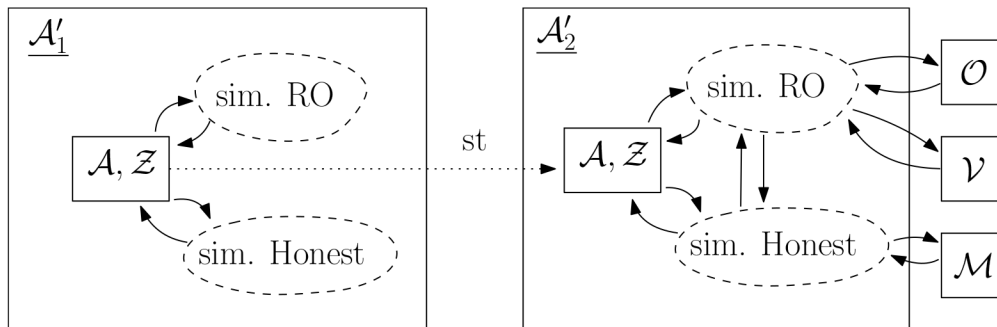 𝒜′₁
sim. RO
𝒜, 𝒵
sim. Honest
st
𝒜′₂
sim. RO
𝒜, 𝒵
sim. Honest
𝒪
𝒱
ℳ